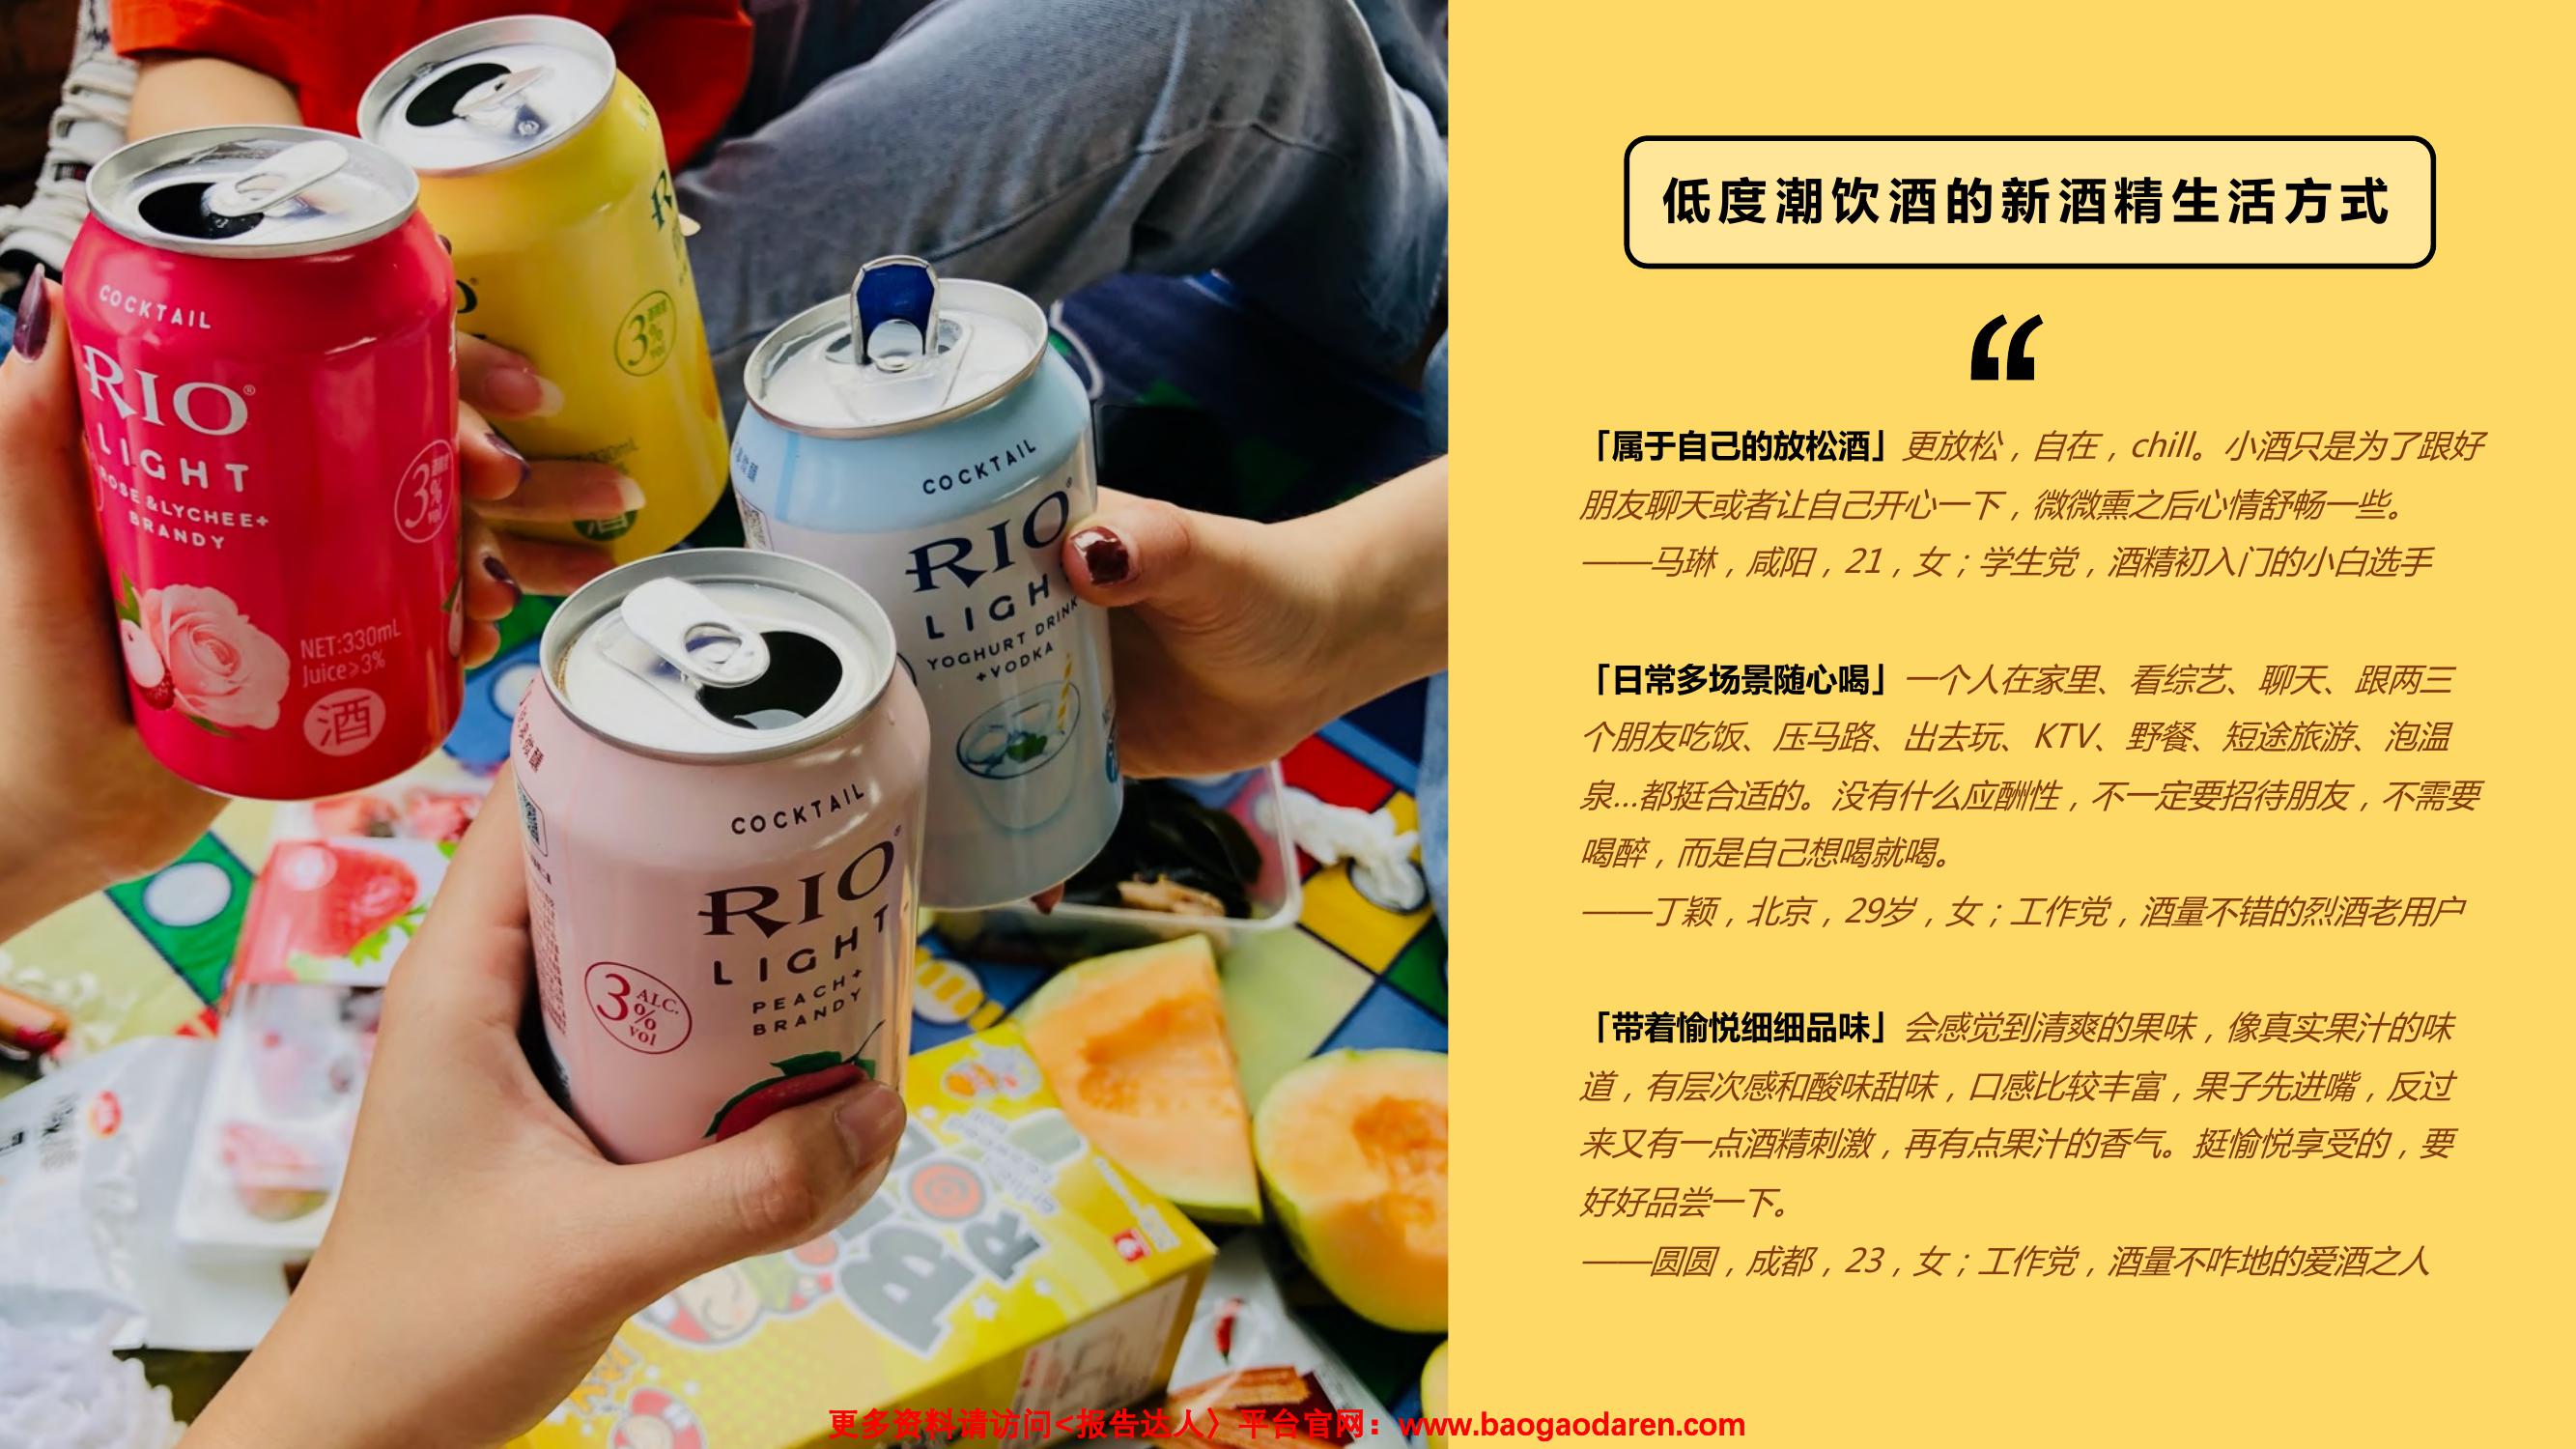 低度潮饮酒的新酒精生活方式
“
「属于自己的放松酒」更放松，自在，chill。小酒只是为了跟好
朋友聊天或者让自己开心一下，微微熏之后心情舒畅一些。
——马琳，咸阳，21，女；学生党，酒精初入门的小白选手
「日常多场景随心喝」一个人在家里、看综艺、聊天、跟两三
个朋友吃饭、压马路、出去玩、KTV、野餐、短途旅游、泡温
泉...都挺合适的。没有什么应酬性，不一定要招待朋友，不需要
喝醉，而是自己想喝就喝。
——丁颖，北京，29岁，女；工作党，酒量不错的烈酒老用户
「带着愉悦细细品味」会感觉到清爽的果味，像真实果汁的味
道，有层次感和酸味甜味，口感比较丰富，果子先进嘴，反过
来又有一点酒精刺激，再有点果汁的香气。挺愉悦享受的，要
好好品尝一下。
——圆圆，成都，23，女；工作党，酒量不咋地的爱酒之人
COCKTAIL
RIO®
LIGHT
ROSE &LYCHEE+
BRANDY
3%
vol
NET:330mL
Juice≥3%
酒
3%
vol
330mL
酒
COCKTAIL
RIO®
LIGH
YOGHURT DRINK
+VODKA
COCKTAIL
RIO®
LIGHT
PEACH+
BRANDY
3% ALC.
vol
更多资料请访问<报告达人〉平台官网：www.baogaodaren.com